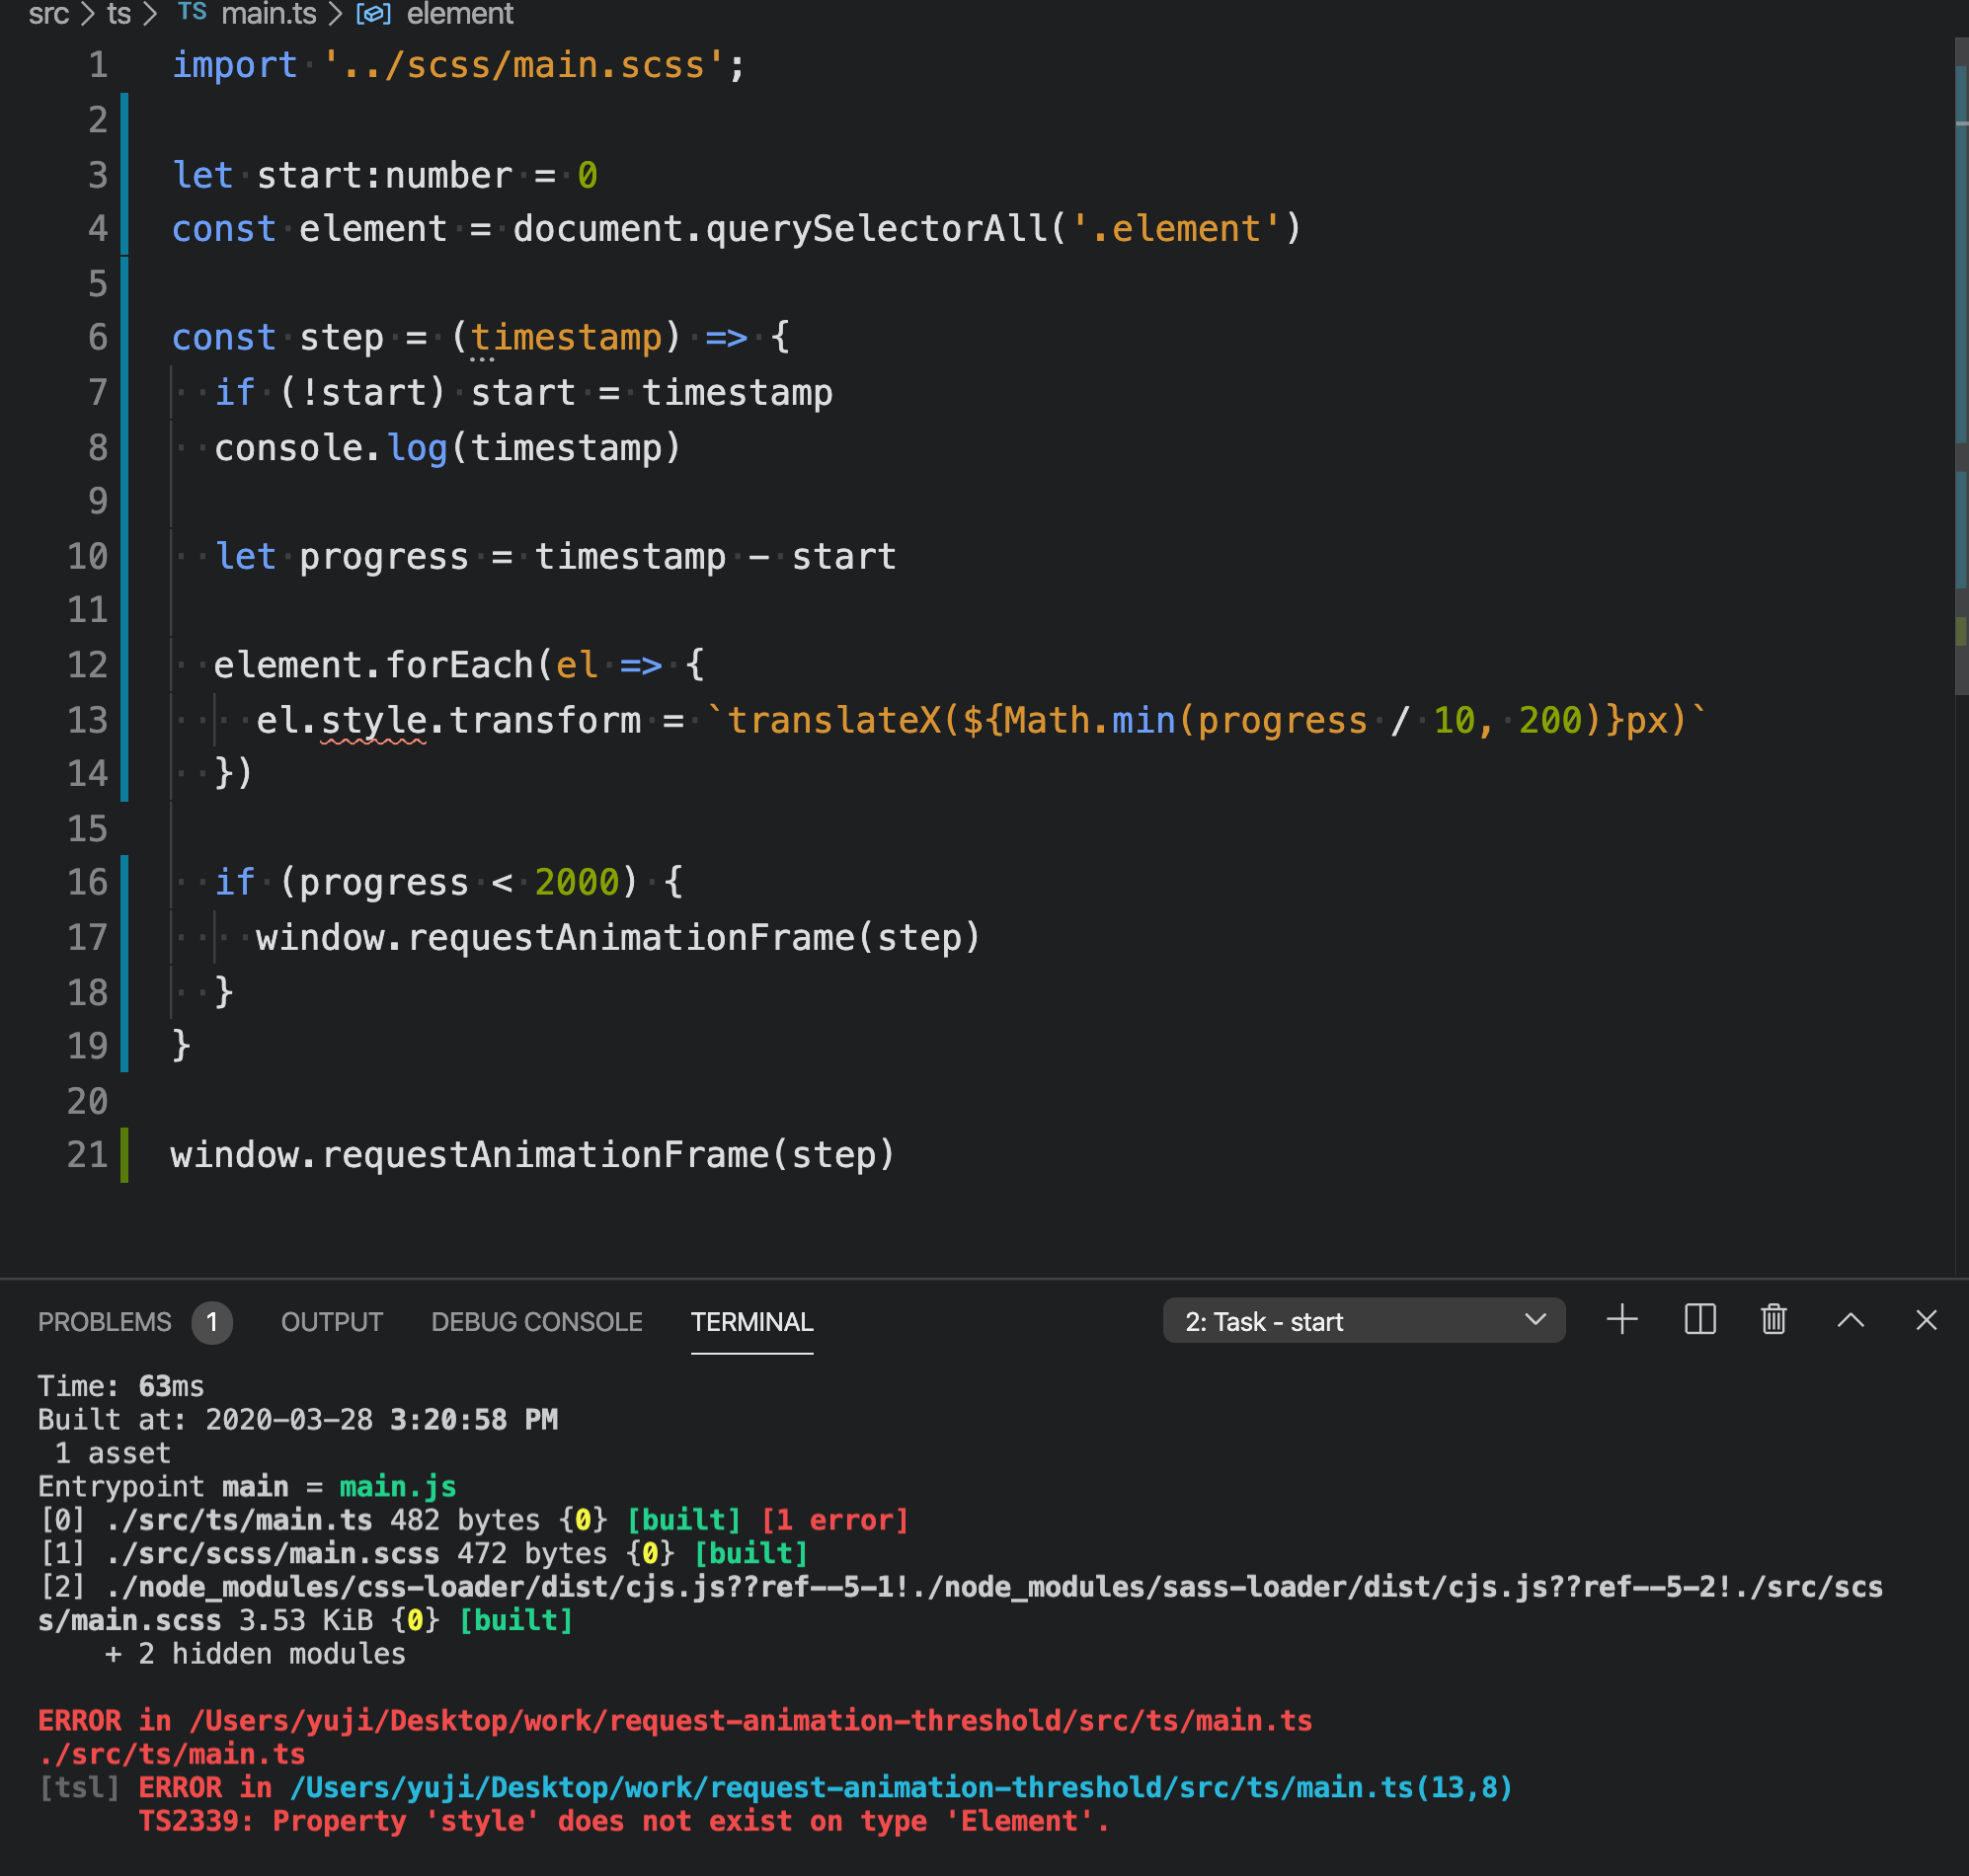 src > ts > TS main.ts > element
1 import '../scss/main.scss';
2
3 let start:number = 0
4 const element = document.querySelectorAll('.element')
5
6 const step = (timestamp) => {
7 if (!start) start = timestamp
8 console.log(timestamp)
9
10 let progress = timestamp - start
11
12 element.forEach(el => {
13 el.style.transform = `translateX(${Math.min(progress / 10, 200)}px)`
14 })
15
16 if (progress < 2000) {
17 window.requestAnimationFrame(step)
18 }
19 }
20
21 window.requestAnimationFrame(step)
PROBLEMS 1 OUTPUT DEBUG CONSOLE TERMINAL 2: Task - start
Time: 63ms
Built at: 2020-03-28 3:20:58 PM
1 asset
Entrypoint main = main.js
[0] ./src/ts/main.ts 482 bytes {0} [built] [1 error]
[1] ./src/scss/main.scss 472 bytes {0} [built]
[2] ./node_modules/css-loader/dist/cjs.js??ref--5-1!./node_modules/sass-loader/dist/cjs.js??ref--5-2!./src/scs
s/main.scss 3.53 KiB {0} [built]
+ 2 hidden modules
ERROR in /Users/yuji/Desktop/work/request-animation-threshold/src/ts/main.ts
./src/ts/main.ts
[tsl] ERROR in /Users/yuji/Desktop/work/request-animation-threshold/src/ts/main.ts(13,8)
TS2339: Property 'style' does not exist on type 'Element'.